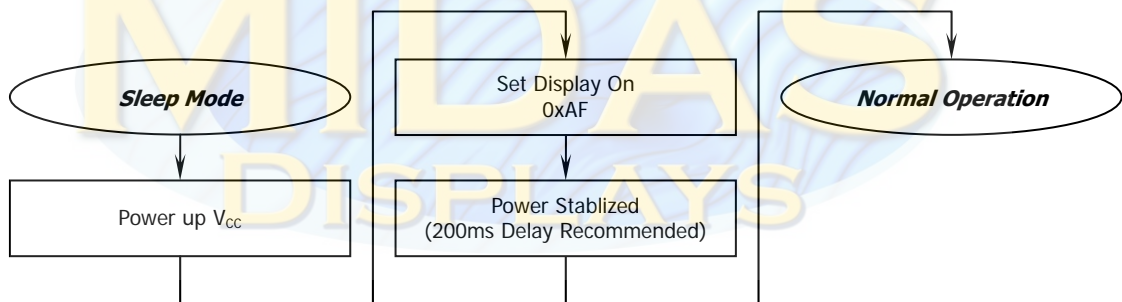 MIDAS
DISPLAYS
Sleep Mode
Power up VCC
Set Display On
0xAF
Power Stablized
(200ms Delay Recommended)
Normal Operation